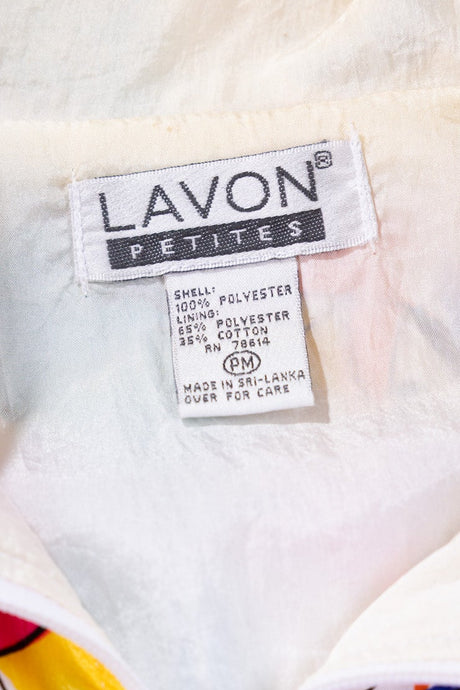 LAVON®
PETITES
SHELL:
100% POLYESTER
LINING:
65% POLYESTER
35% COTTON
RN 78614
PM
MADE IN SRI-LANKA
OVER FOR CARE